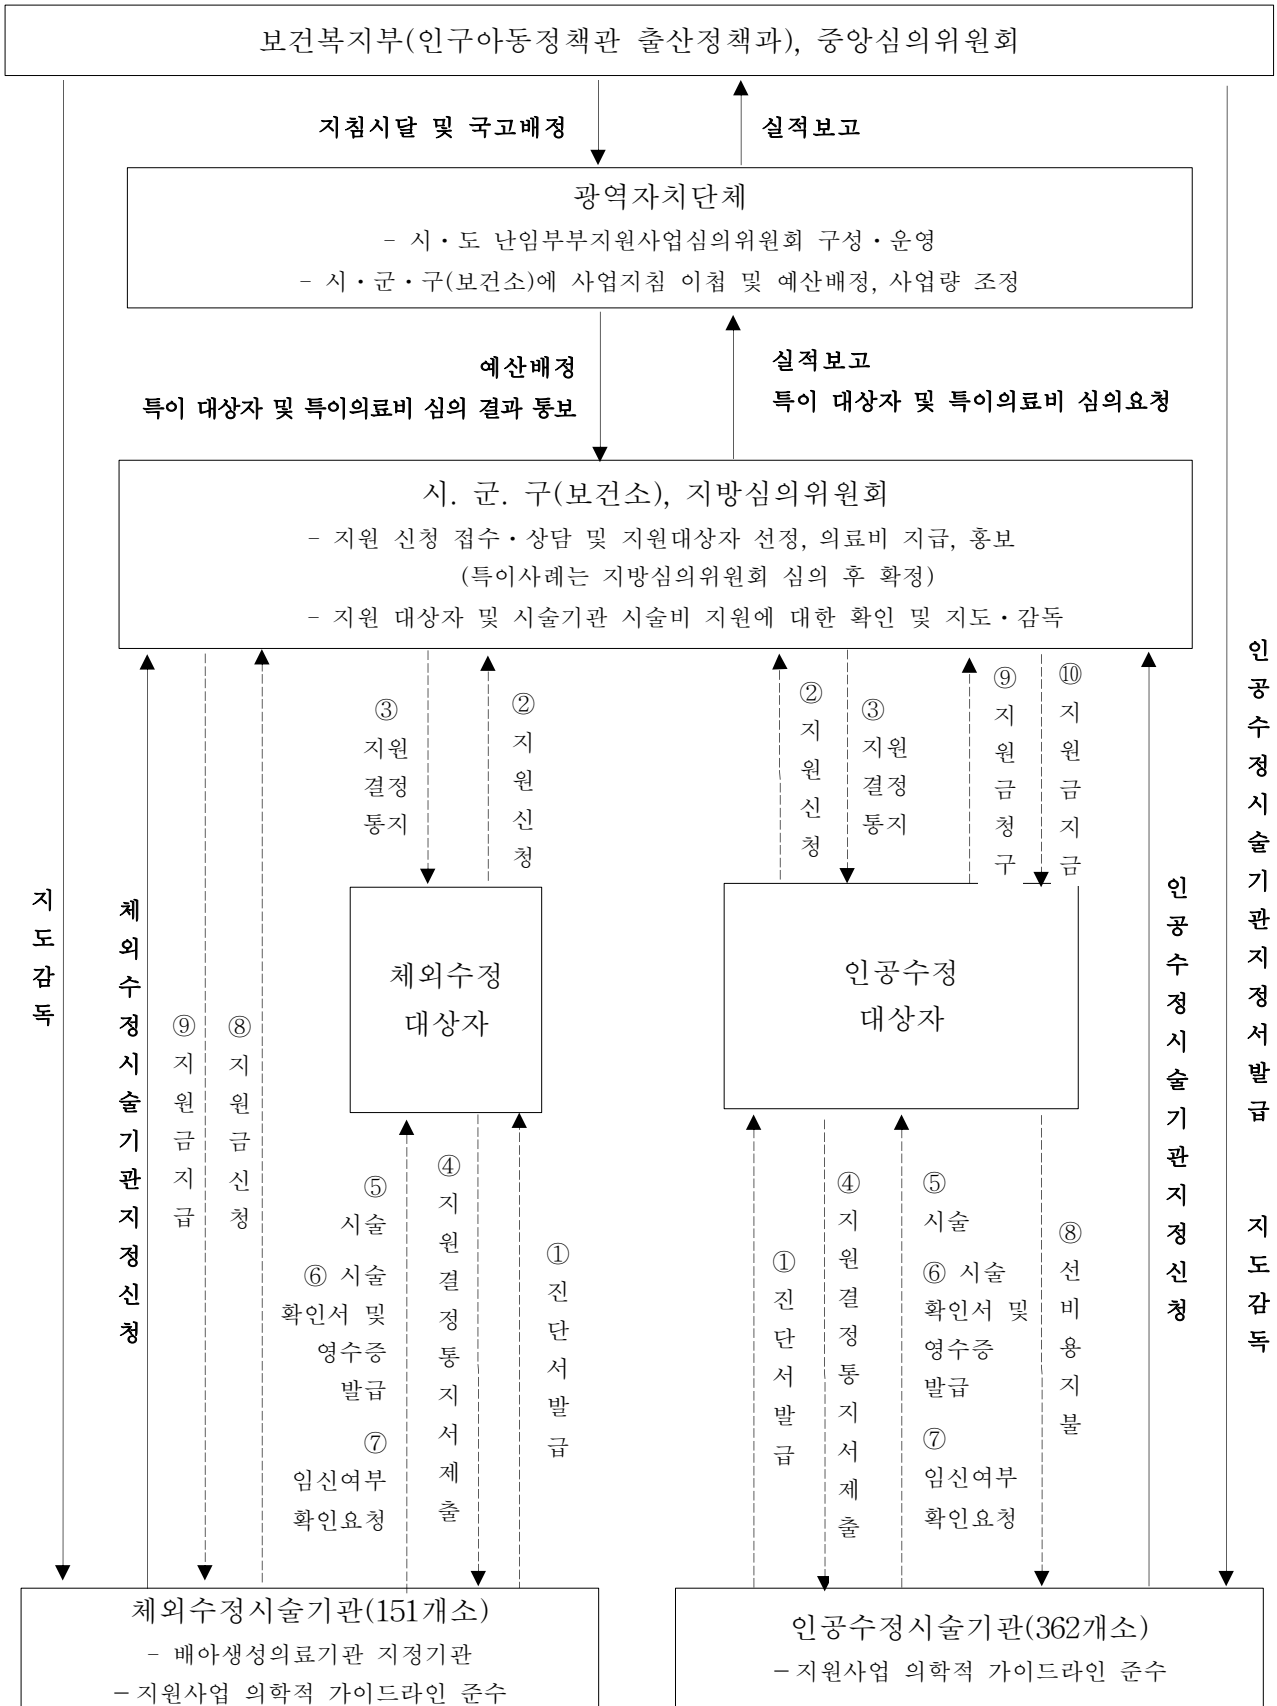 보건복지부(인구아동정책관 출산정책과), 중앙심의위원회
지침시달 및 국고배정
실적보고
광역자치단체
- 시・도 난임부부지원사업심의위원회 구성・운영
- 시・군・구(보건소)에 사업지침 이첩 및 예산배정, 사업량 조정
예산배정
특이 대상자 및 특이의료비 심의 결과 통보
실적보고
특이 대상자 및 특이의료비 심의요청
시. 군. 구(보건소), 지방심의위원회
- 지원 신청 접수・상담 및 지원대상자 선정, 의료비 지급, 홍보
(특이사례는 지방심의위원회 심의 후 확정)
- 지원 대상자 및 시술기관 시술비 지원에 대한 확인 및 지도・감독
지도감독
체외수정시술기관지정신청
⑨지원금지급
⑧지원금신청
③
지원
결정
통지
②지원신청
체외수정
대상자
⑤
시술
⑥ 시술
확인서 및
영수증
발급
⑦
임신여부
확인요청
④지원결정통지서제출
①진단서발급
②지원신청
③
지원
결정
통지
⑨지원금청구
⑩지원금지금
인공수정
대상자
①진단서발급
④지원결정통지서제출
⑤
시술
⑥ 시술
확인서 및
영수증
발급
⑦
임신여부
확인요청
⑧선비용지불
인공수정시술기관지정신청
인공수정시술기관지정서발급
지도감독
체외수정시술기관(151개소)
- 배아생성의료기관 지정기관
- 지원사업 의학적 가이드라인 준수
인공수정시술기관(362개소)
- 지원사업 의학적 가이드라인 준수